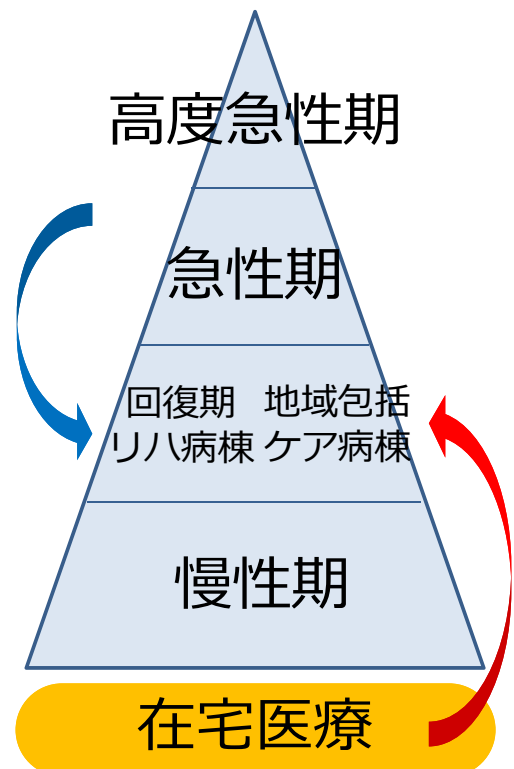 高度急性期
急性期
回復期 地域包括
リハ病棟 ケア病棟
慢性期
在宅医療